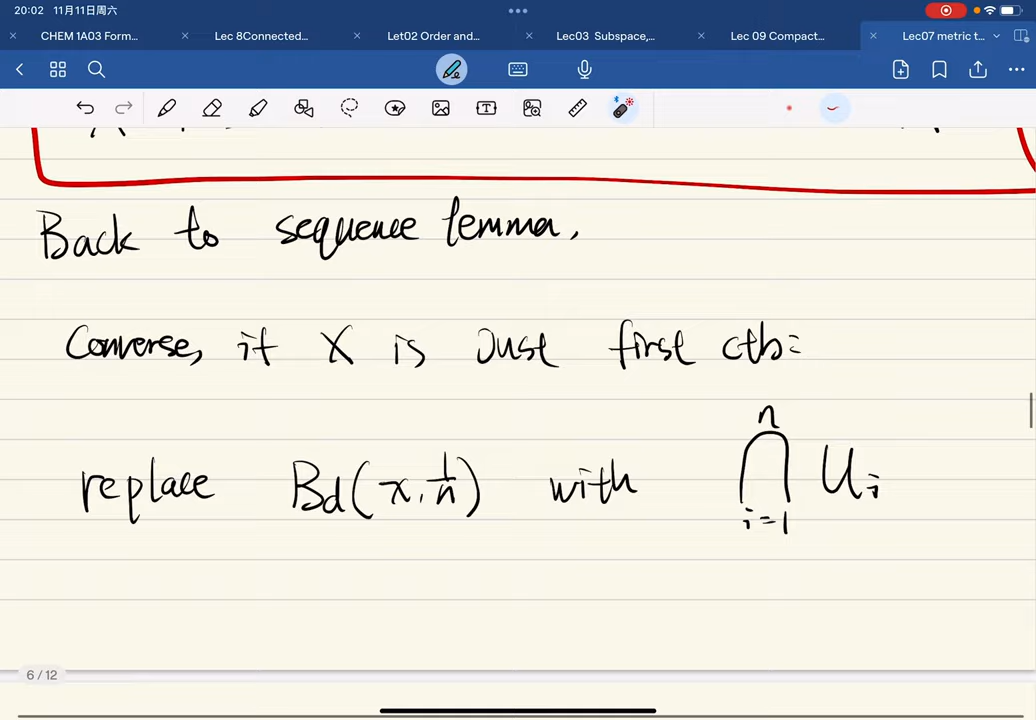 20:02 11月11日周六
CHEM 1A03 Form... Lec 8Connected... Let02 Order and... Lec03 Subspace,... Lec 09 Compact... Lec07 metric t...
Back to sequence lemma,
Converse, if X is Just first ctb:
replace Bd(x, 1/n) with ⋂_{i=1}^{n} U_i
6 / 12